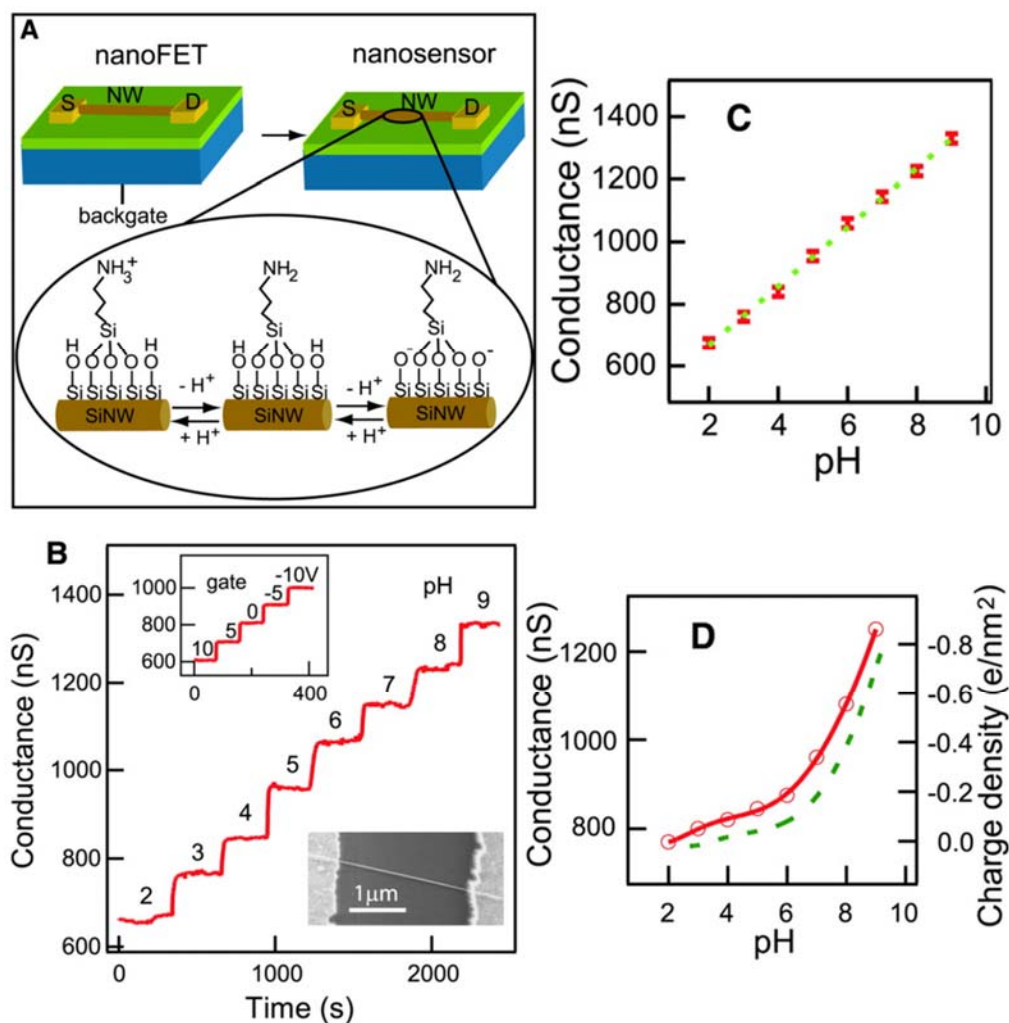 A
nanoFET
nanosensor
S NW D
S NW D
backgate
NH3+
NH2
NH2
Si
Si
Si
H H
H H
O O O O O
O O O O O
O- O O O O-
Si Si Si Si Si
Si Si Si Si Si
Si Si Si Si Si
- H+
- H+
SiNW
SiNW
SiNW
+ H+
+ H+
C
Conductance (nS)
1400
1200
1000
800
600
2 4 6 8 10
pH
B
Conductance (nS)
1400
1200
1000
800
600
gate
1000
800
600
10
5
0
-5
-10V
0 400
pH
2
3
4
5
6
7
8
9
1μm
0 1000 2000
Time (s)
D
Conductance (nS)
1200
1000
800
-0.8
-0.6
-0.4
-0.2
0.0
Charge density (e/nm2)
2 4 6 8 10
pH